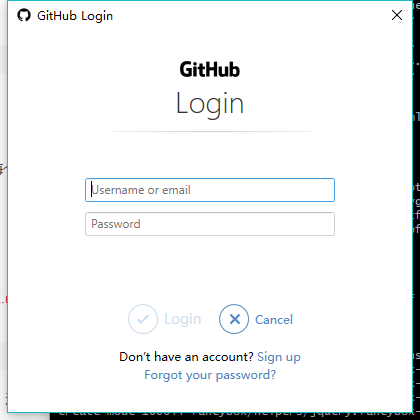 GitHub Login
GitHub
Login
Username or email
Password
Login
Cancel
Don't have an account? Sign up
Forgot your password?